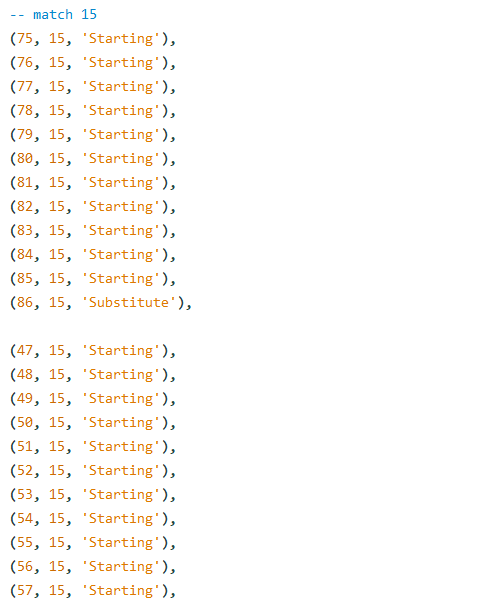 -- match 15
(75, 15, 'Starting'),
(76, 15, 'Starting'),
(77, 15, 'Starting'),
(78, 15, 'Starting'),
(79, 15, 'Starting'),
(80, 15, 'Starting'),
(81, 15, 'Starting'),
(82, 15, 'Starting'),
(83, 15, 'Starting'),
(84, 15, 'Starting'),
(85, 15, 'Starting'),
(86, 15, 'Substitute'),

(47, 15, 'Starting'),
(48, 15, 'Starting'),
(49, 15, 'Starting'),
(50, 15, 'Starting'),
(51, 15, 'Starting'),
(52, 15, 'Starting'),
(53, 15, 'Starting'),
(54, 15, 'Starting'),
(55, 15, 'Starting'),
(56, 15, 'Starting'),
(57, 15, 'Starting'),